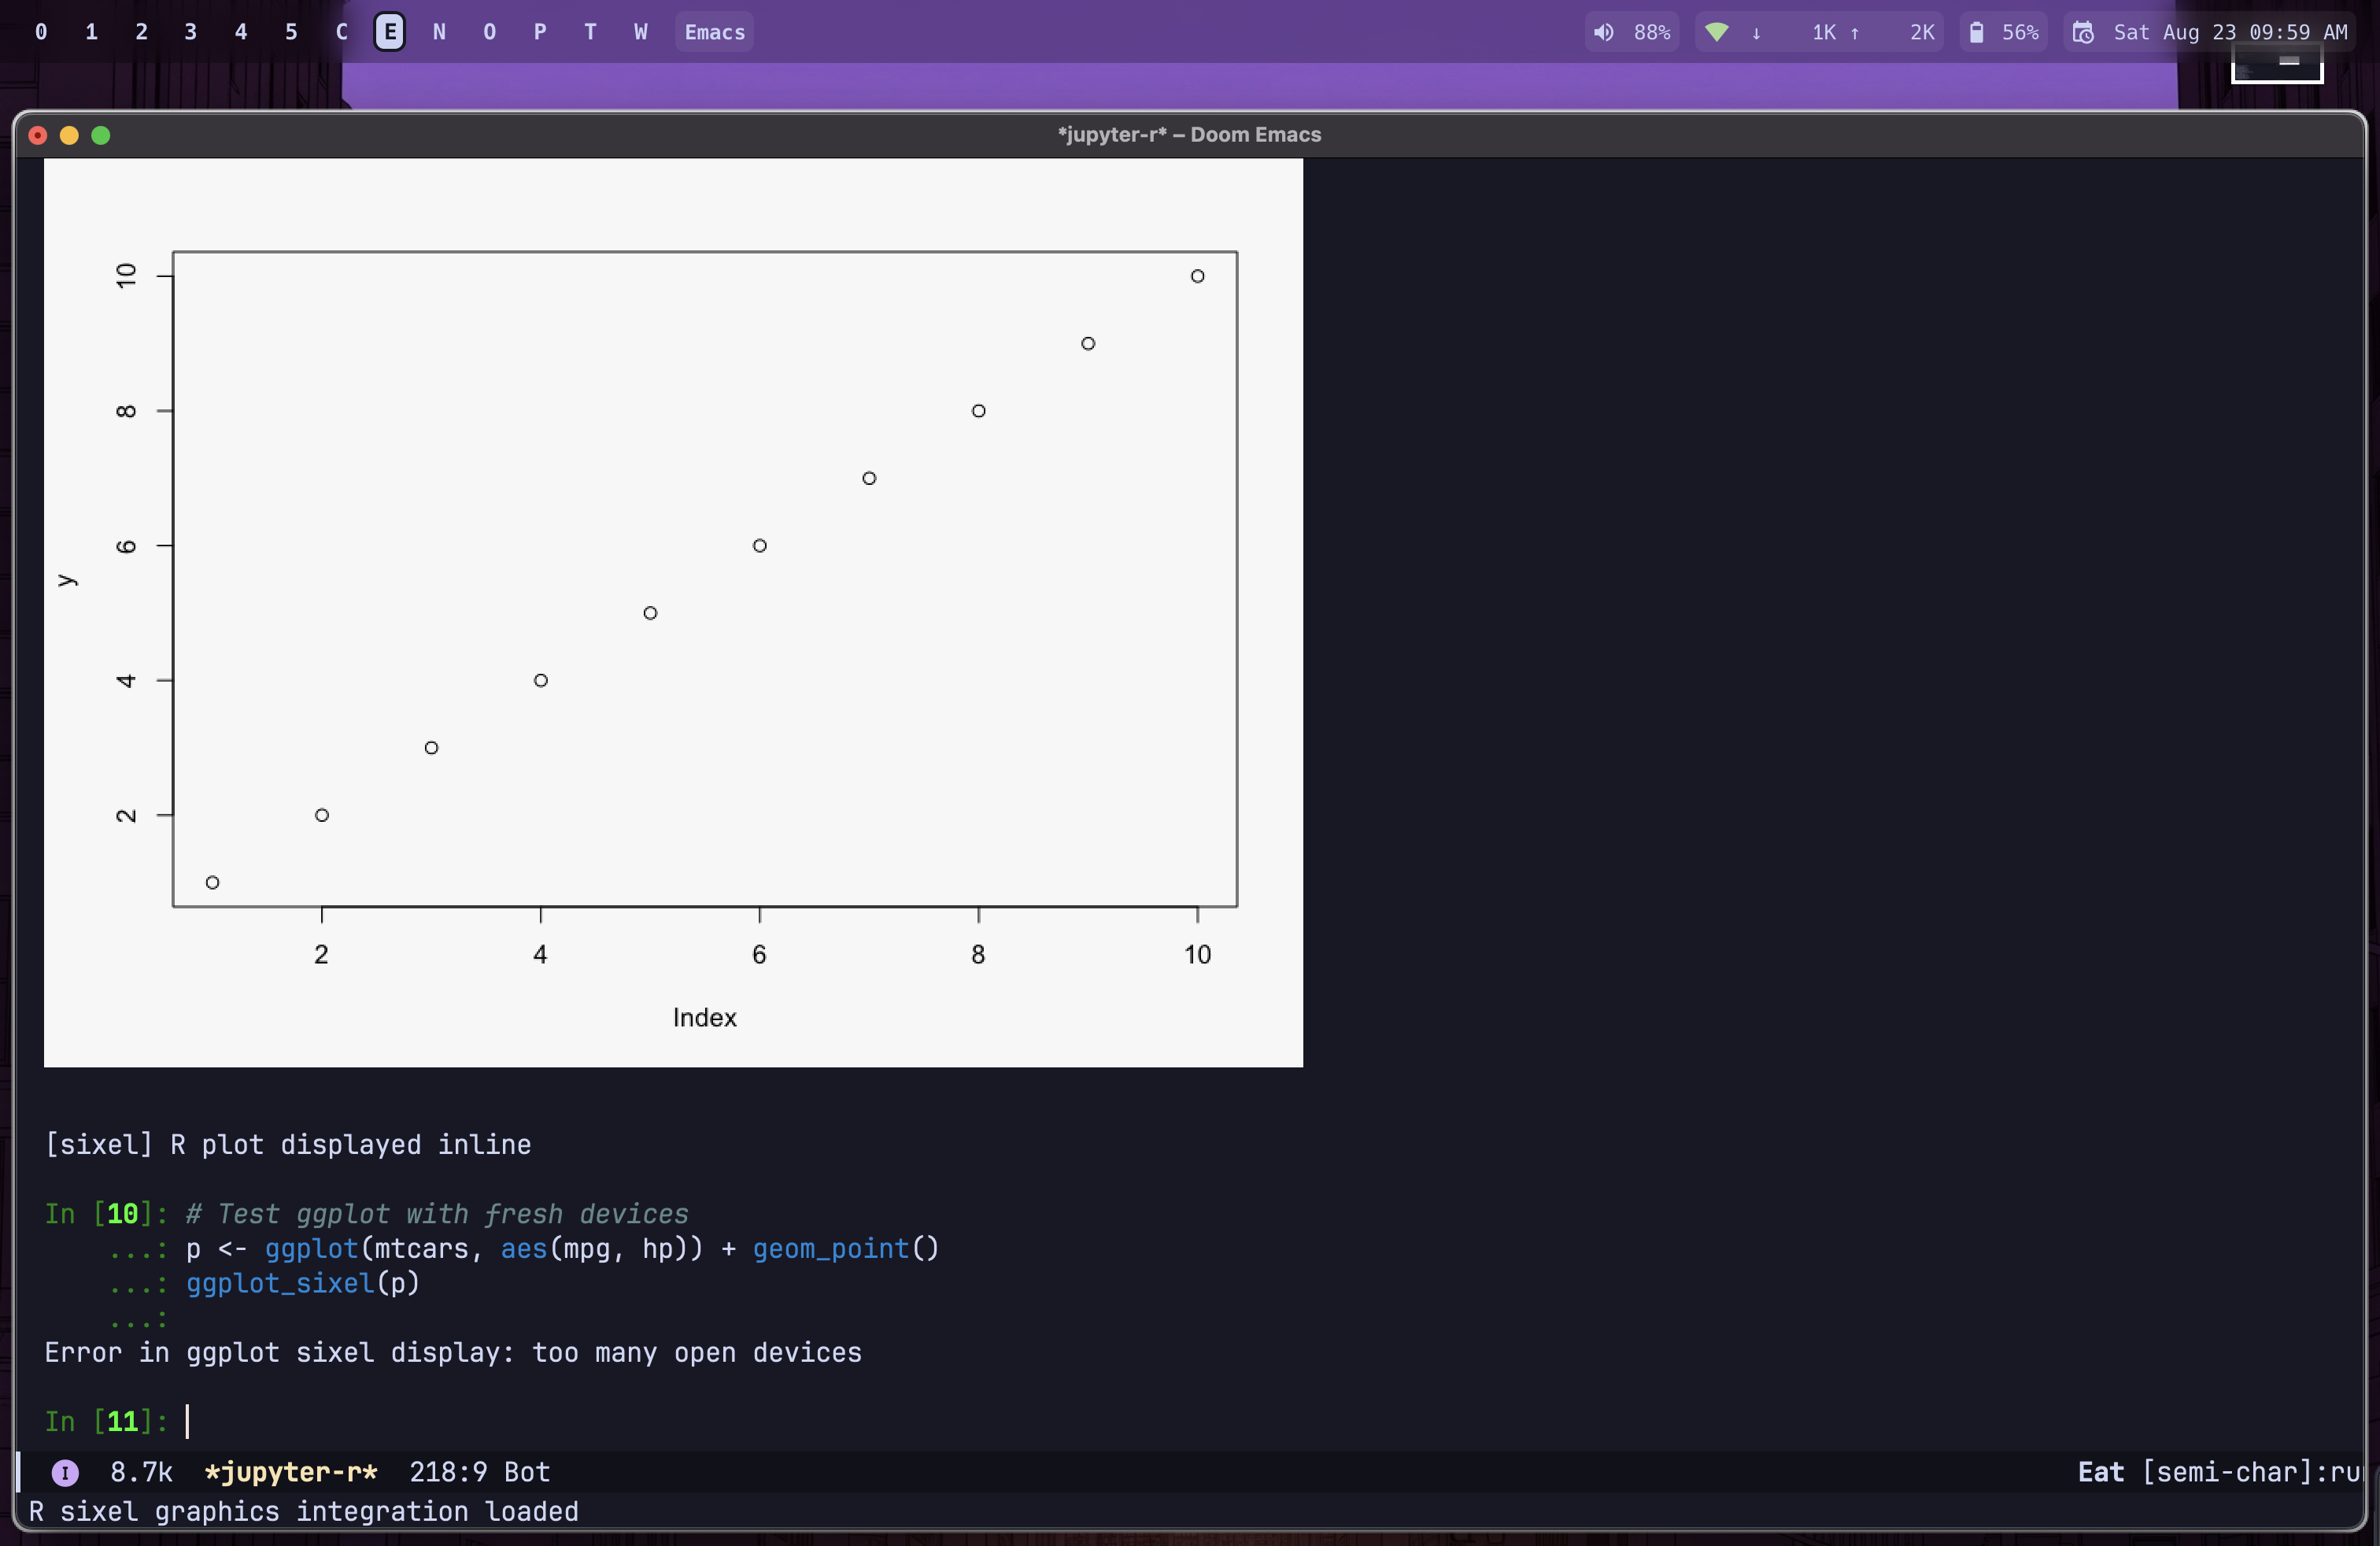 0 1 2 3 4 5 C E N O P T W Emacs 88% ↓ 1K ↑ 2K 56% Sat Aug 23 09:59 AM
*jupyter-r* – Doom Emacs
10
8
6
4
2
y
2 4 6 8 10
Index
[sixel] R plot displayed inline
In [10]: # Test ggplot with fresh devices
...: p <- ggplot(mtcars, aes(mpg, hp)) + geom_point()
...: ggplot_sixel(p)
...:
Error in ggplot sixel display: too many open devices
In [11]:
I 8.7k *jupyter-r* 218:9 Bot Eat [semi-char]:ru
R sixel graphics integration loaded